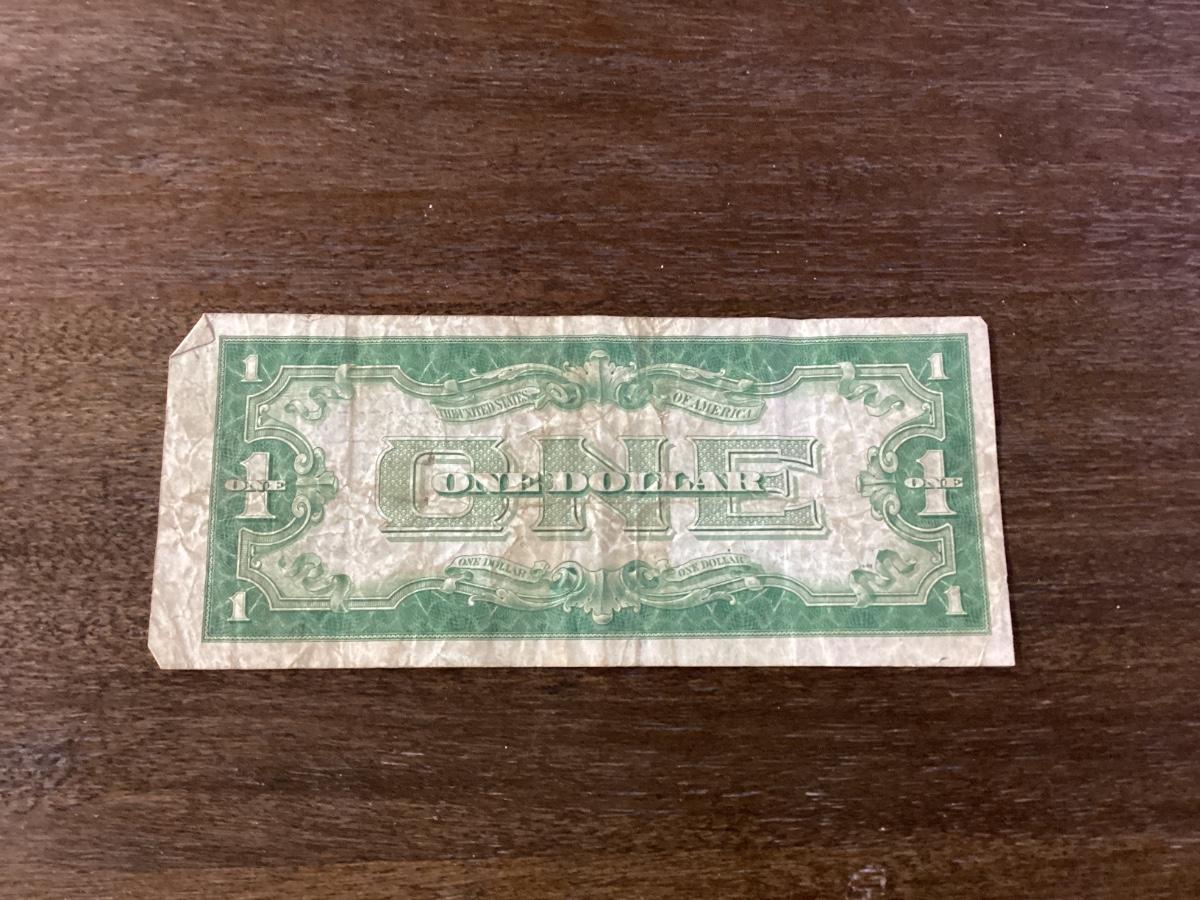 1 1
THE UNITED STATES OF AMERICA
ONE
1 ONE ONE DOLLAR 1 ONE
ONE DOLLAR ONE DOLLAR
1 1